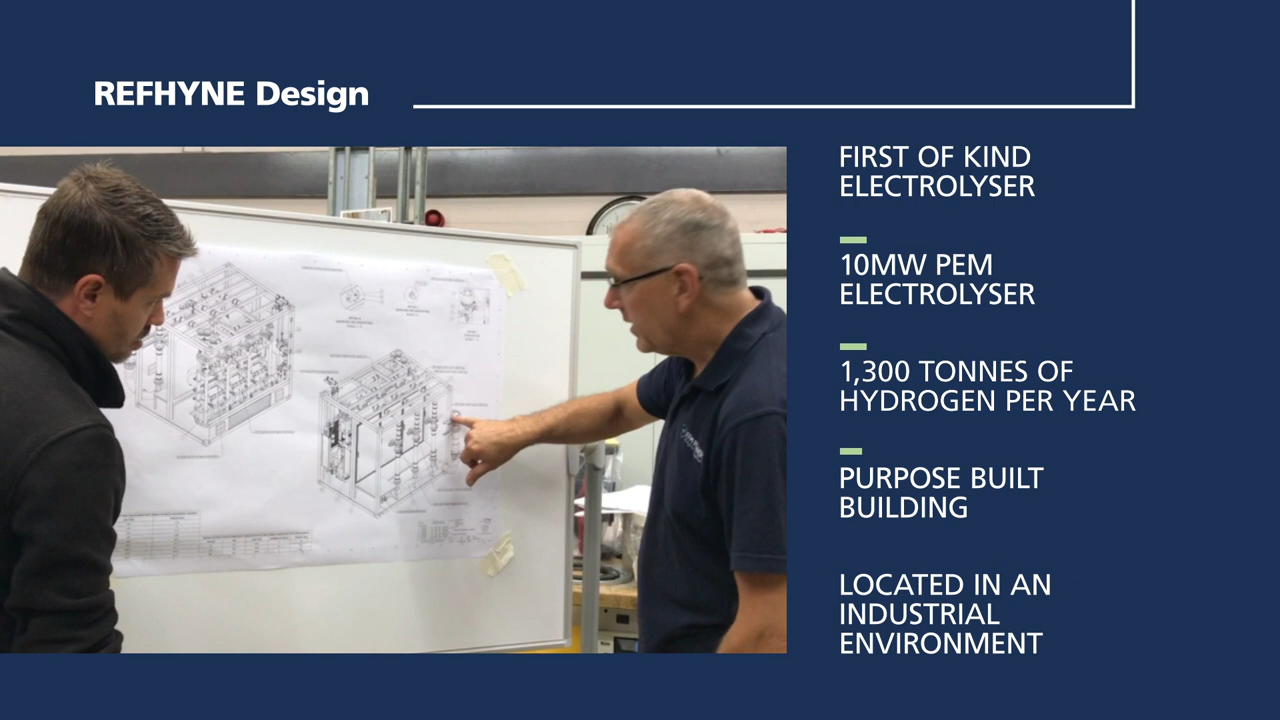 REFHYNE Design
FIRST OF KIND
ELECTROLYSER
10MW PEM
ELECTROLYSER
1,300 TONNES OF
HYDROGEN PER YEAR
PURPOSE BUILT
BUILDING
LOCATED IN AN
INDUSTRIAL
ENVIRONMENT